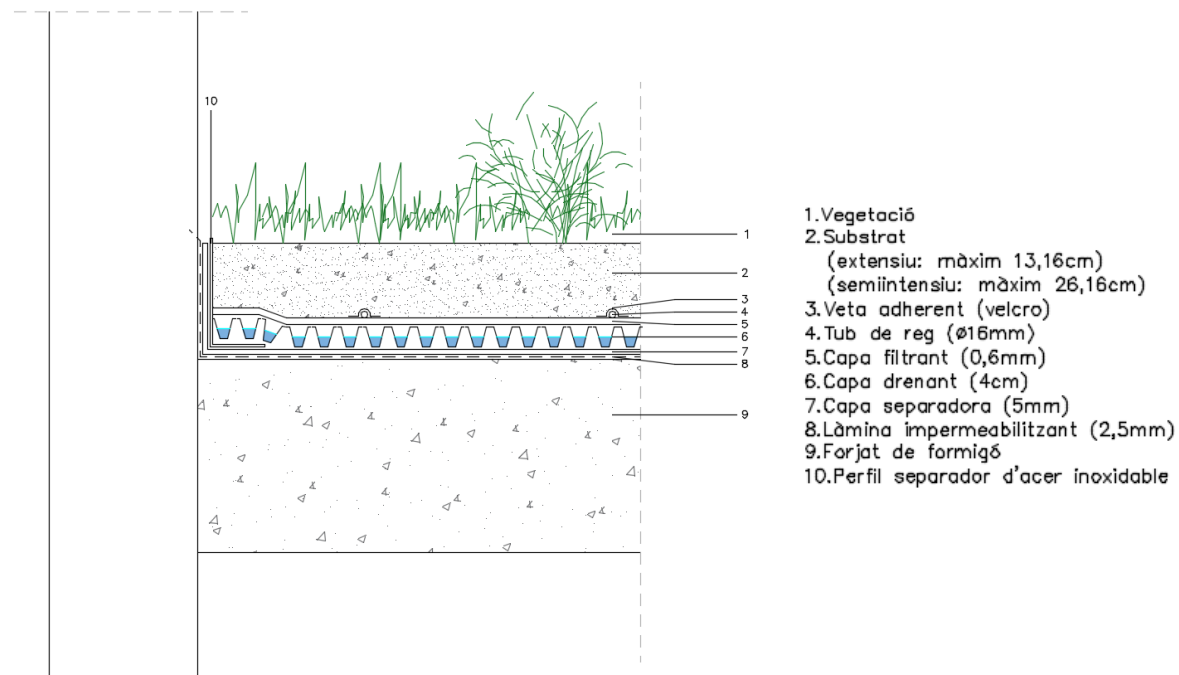 10
1
2
3
4
5
6
7
8
9
1.Vegetació
2.Substrat
(extensiu: màxim 13,16cm)
(semiintensiu: màxim 26,16cm)
3.Veta adherent (velcro)
4.Tub de reg (ø16mm)
5.Capa filtrant (0,6mm)
6.Capa drenant (4cm)
7.Capa separadora (5mm)
8.Làmina impermeabilitzant (2,5mm)
9.Forjat de formigó
10.Perfil separador d'acer inoxidable